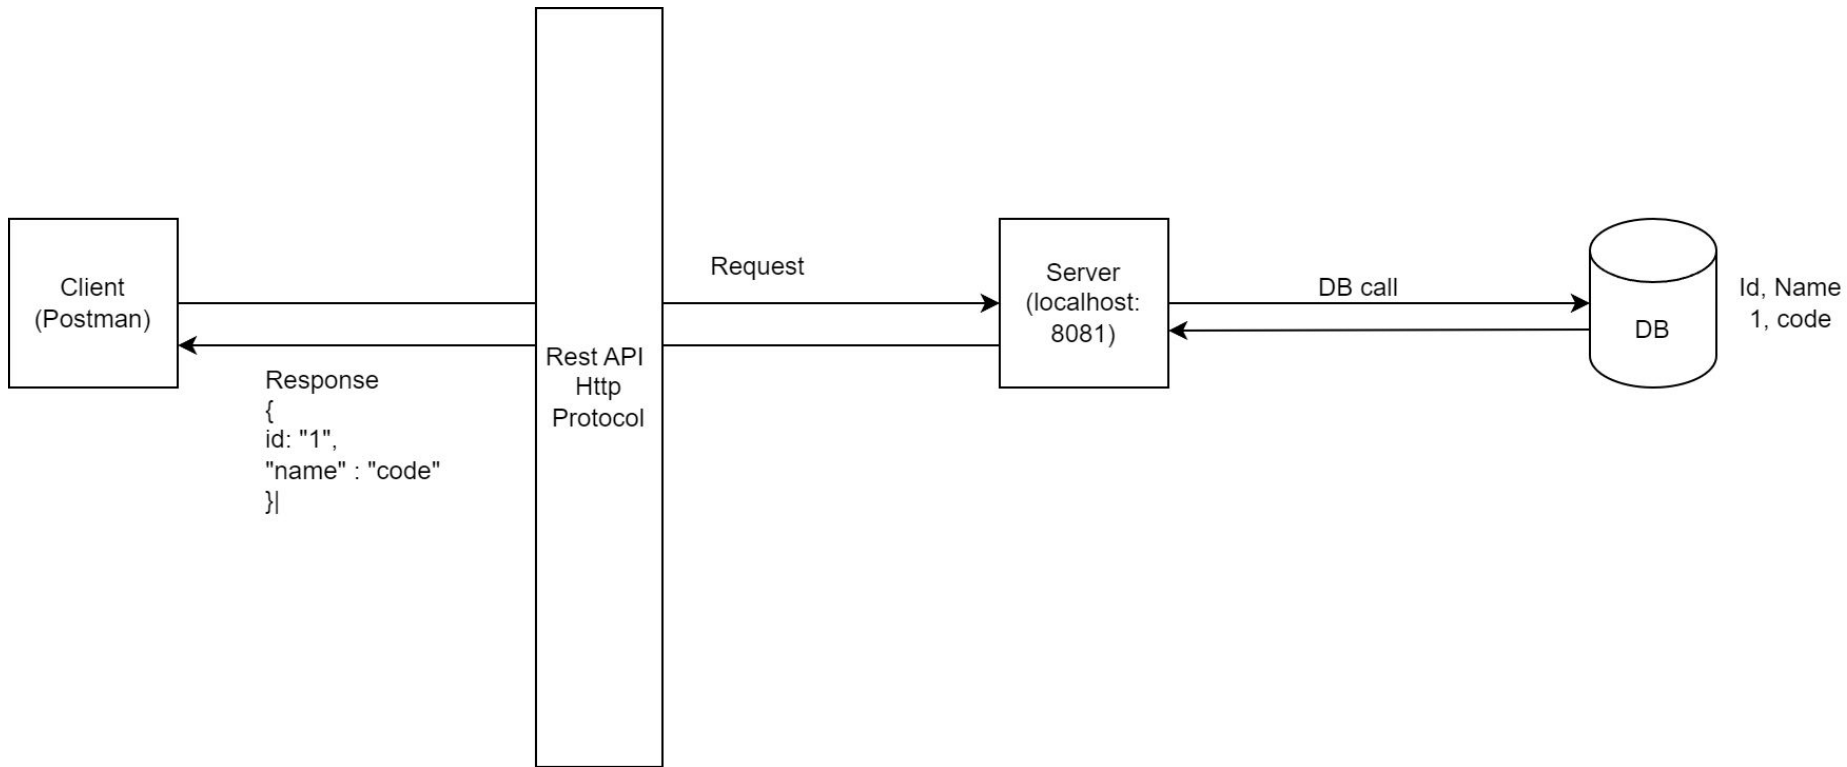 Client
(Postman)
Response
{
id: "1",
"name" : "code"
}|
Rest API
Http
Protocol
Request
Server
(localhost:
8081)
DB call
DB
Id, Name
1, code